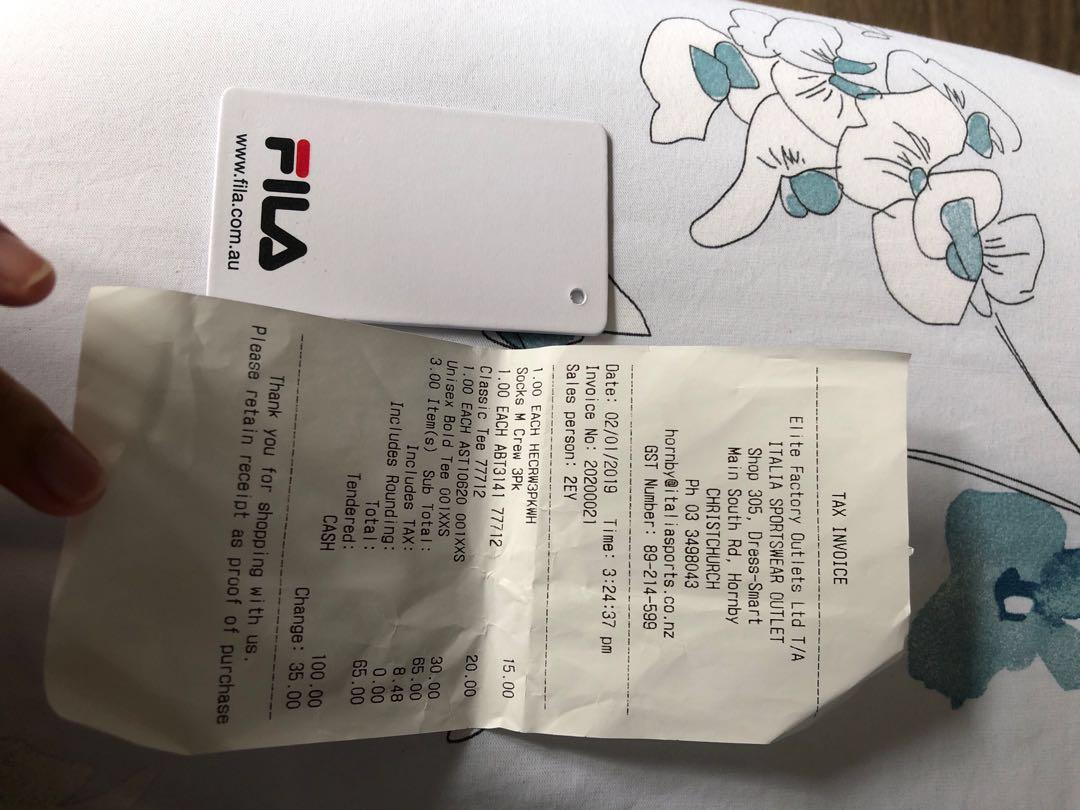 FILA
www.fila.com.au
TAX INVOICE
Elite Factory Outlets Ltd T/A
ITALIA SPORTSWEAR OUTLET
Shop 305, Dress-Smart
Main South Rd, Hornby
CHRISTCHURCH
Ph 03 3498043
hornby@italiasports.co.nz
GST Number: 89-214-599
Date: 02/01/2019 Time: 3:24:37 pm
Invoice No: 20200021
Sales person: 2EY
1.00 EACH HECRW3PKWH 15.00
Socks M Crew 3PK
1.00 EACH ABT3141 77712 20.00
Classic Tee 77712
1.00 EACH AST10620 001XXS 30.00
Unisex Bold Tee 001XXS
3.00 Item(s) Sub Total: 65.00
Includes TAX: 8.48
Includes Rounding: 0.00
Total: 65.00
Tendered:
CASH 100.00
Change: 35.00
Thank you for shopping with us.
Please retain receipt as proof of purchase